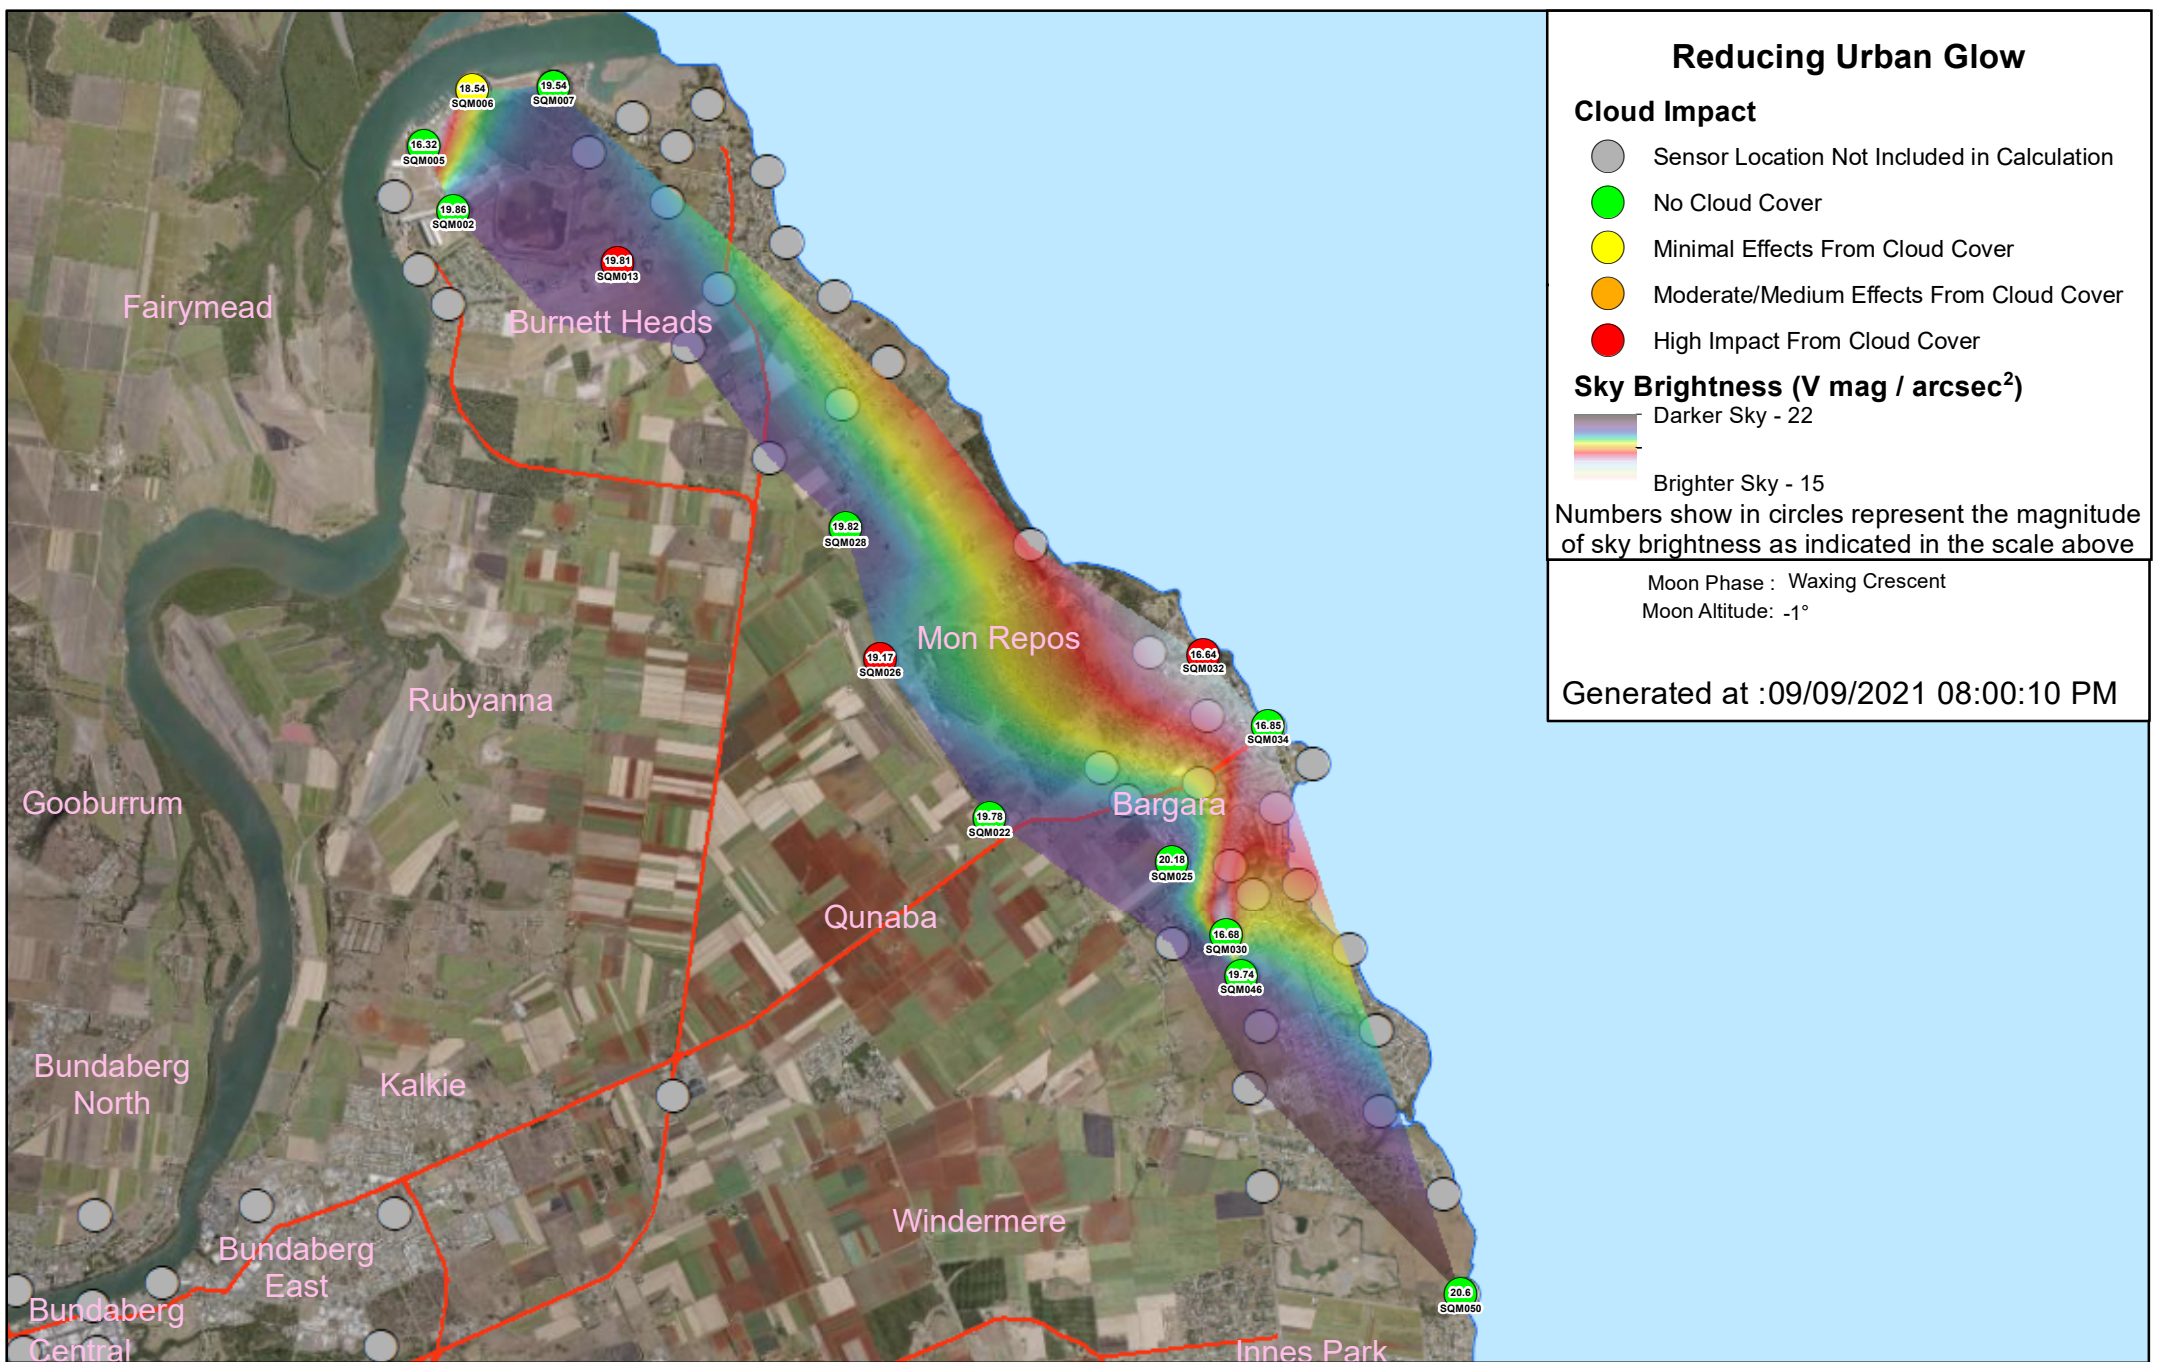 Reducing Urban Glow
Cloud Impact
Sensor Location Not Included in Calculation
No Cloud Cover
Minimal Effects From Cloud Cover
Moderate/Medium Effects From Cloud Cover
High Impact From Cloud Cover
Sky Brightness (V mag / arcsec²)
Darker Sky - 22
Brighter Sky - 15
Numbers show in circles represent the magnitude
of sky brightness as indicated in the scale above
Moon Phase : Waxing Crescent
Moon Altitude: -1°
Generated at :09/09/2021 08:00:10 PM
18.54
SQM006
19.54
SQM007
16.32
SQM005
19.86
SQM002
19.81
SQM013
Fairymead
Burnett Heads
19.82
SQM028
Mon Repos
19.17
SQM026
16.64
SQM032
Rubyanna
16.85
SQM034
Gooburrum
Bargara
19.78
SQM022
20.18
SQM025
Qunaba
16.68
SQM030
19.74
SQM046
Bundaberg
North
Kalkie
Windermere
Bundaberg
East
20.6
SQM050
Bundaberg
Central
Innes Park